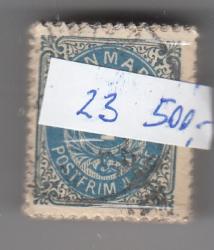 NMAR
23 500,-
POSTFRIM